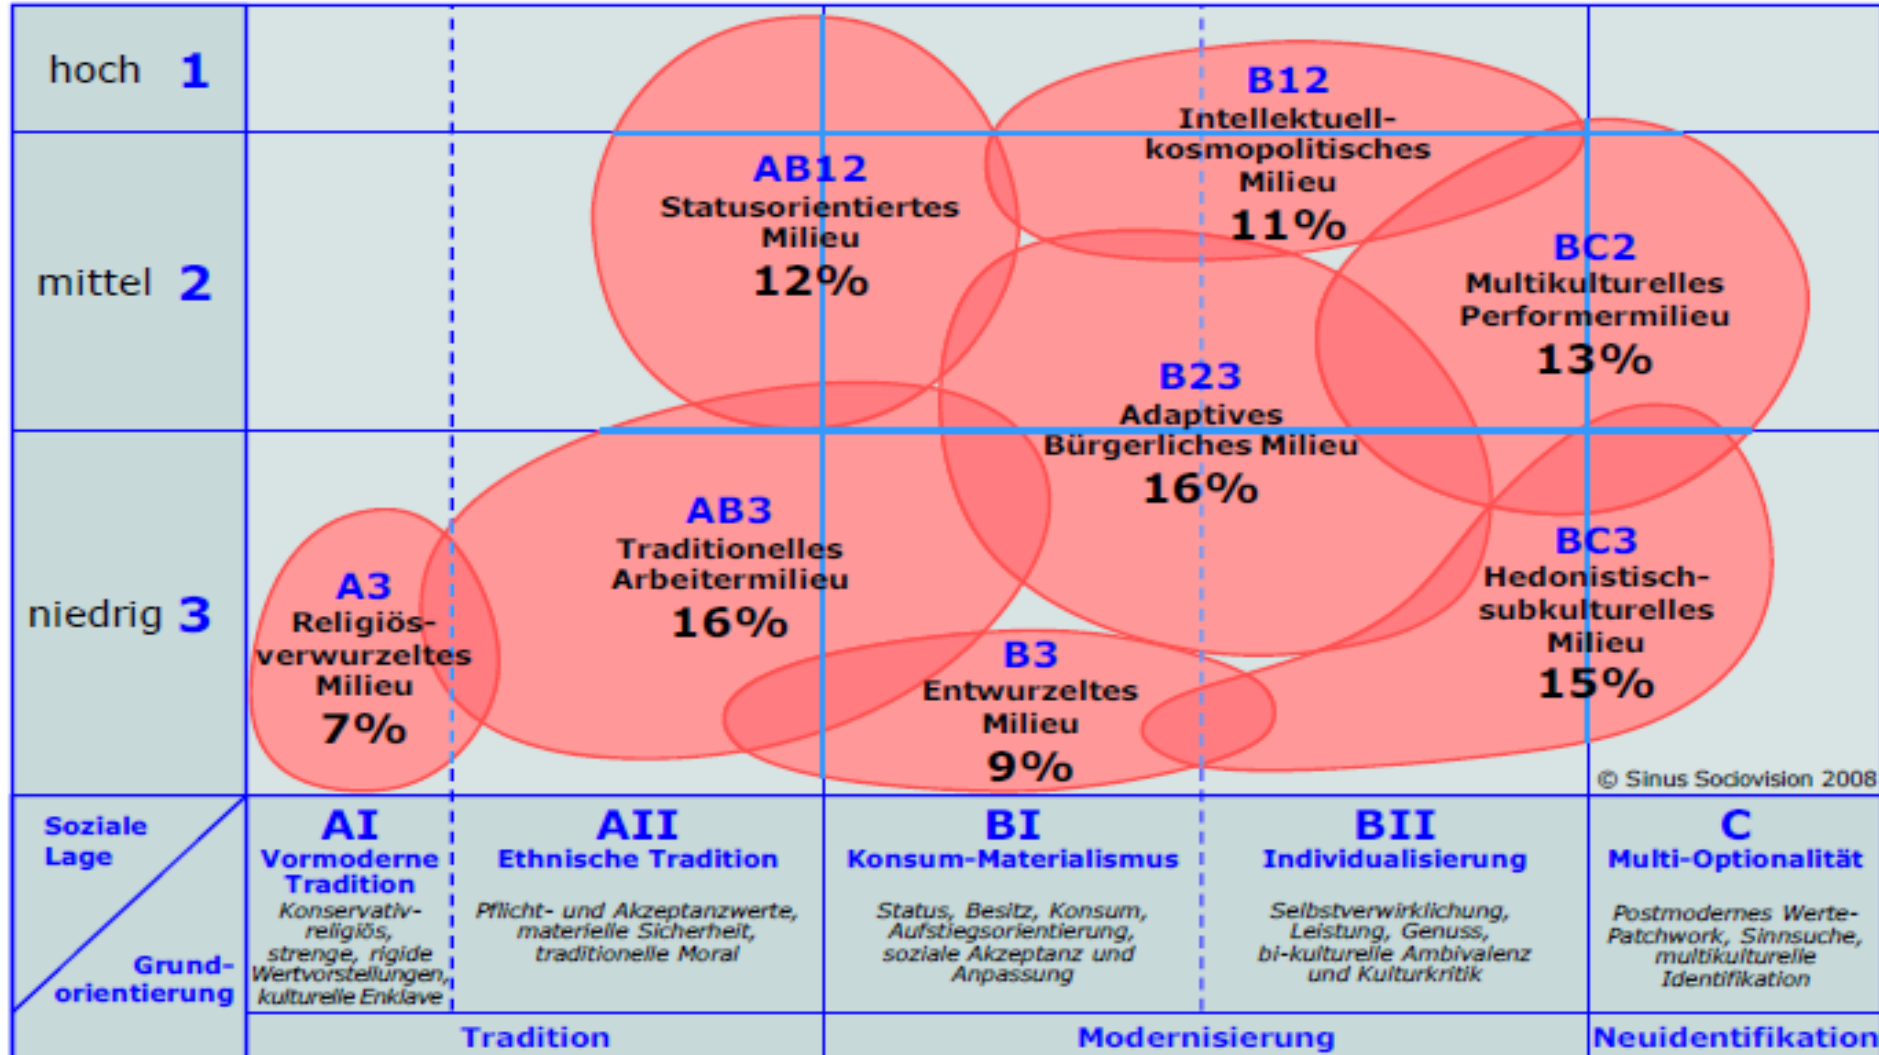 hoch 1
mittel 2
niedrig 3
AB12
Statusorientiertes
Milieu
12%
B12
Intellektuell-
kosmopolitisches
Milieu
11%
BC2
Multikulturelles
Performermilieu
13%
B23
Adaptives
Bürgerliches Milieu
16%
AB3
Traditionelles
Arbeitermilieu
16%
A3
Religiös-
verwurzeltes
Milieu
7%
B3
Entwurzeltes
Milieu
9%
BC3
Hedonistisch-
subkulturelles
Milieu
15%
© Sinus Sociovision 2008
Soziale
Lage
Grund-
orientierung
AI
Vormoderne
Tradition
Konservativ-
religiös,
strenge, rigide
Wertvorstellungen,
kulturelle Enklave
AII
Ethnische Tradition
Pflicht- und Akzeptanzwerte,
materielle Sicherheit,
traditionelle Moral
BI
Konsum-Materialismus
Status, Besitz, Konsum,
Aufstiegsorientierung,
soziale Akzeptanz und
Anpassung
BII
Individualisierung
Selbstverwirklichung,
Leistung, Genuss,
bi-kulturelle Ambivalenz
und Kulturkritik
C
Multi-Optionalität
Postmodernes Werte-
Patchwork, Sinnsuche,
multikulturelle
Identifikation
Tradition
Modernisierung
Neuidentifikation